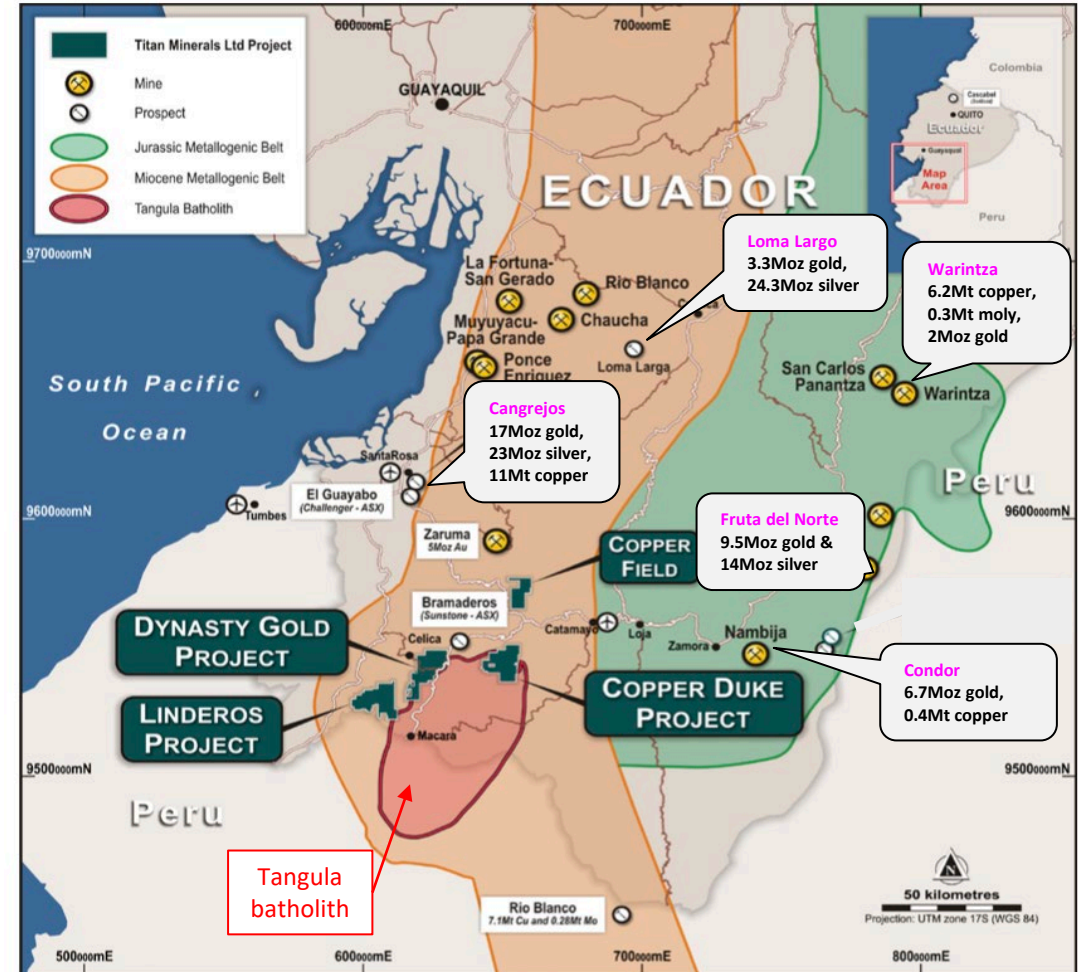 600000mE
700000mE
Titan Minerals Ltd Project
Mine
Prospect
Jurassic Metallogenic Belt
Miocene Metallogenic Belt
Tangula Batholith
GUAYAQUIL
Colombia
Cascabel
QUITO
Ecuador
Guayaquil
Map
Area
Peru
ECUADOR
9700000mN
La Fortuna-
San Gerado
Rio Blanco
Chaucha
Muyuyacu-
Papa Grande
Ponce
Enriquez
Loma Largo
3.3Moz gold,
24.3Moz silver
Loma Larga
Warintza
6.2Mt copper,
0.3Mt moly,
2Moz gold
San Carlos
Panantza
Warintza
South Pacific
Ocean
Cangrejos
17Moz gold,
23Moz silver,
11Mt copper
SantaRosa
El Guayabo
(Challenger - ASX)
Tumbes
Peru
9600000mN
9600000mN
Zaruma
5Moz Au
Fruta del Norte
9.5Moz gold &
14Moz silver
COPPER
FIELD
Bramaderos
(Sunstone - ASX)
Catamayo
Loja
Zamora
Nambija
DYNASTY GOLD
PROJECT
Celica
LINDEROS
PROJECT
COPPER DUKE
PROJECT
Condor
6.7Moz gold,
0.4Mt copper
Macara
9500000mN
9500000mN
Peru
Tangula
batholith
Rio Blanco
7.1Mt Cu and 0.28Mt Mo
N
50 kilometres
Projection: UTM zone 17S (WGS 84)
500000mE
600000mE
700000mE
800000mE